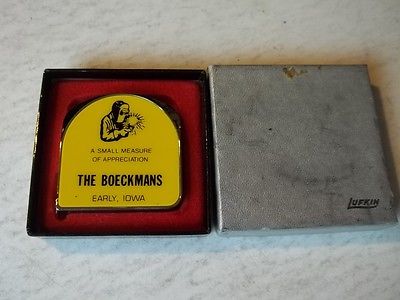 A SMALL MEASURE
OF APPRECIATION
THE BOECKMANS
EARLY, IOWA
LUFKIN